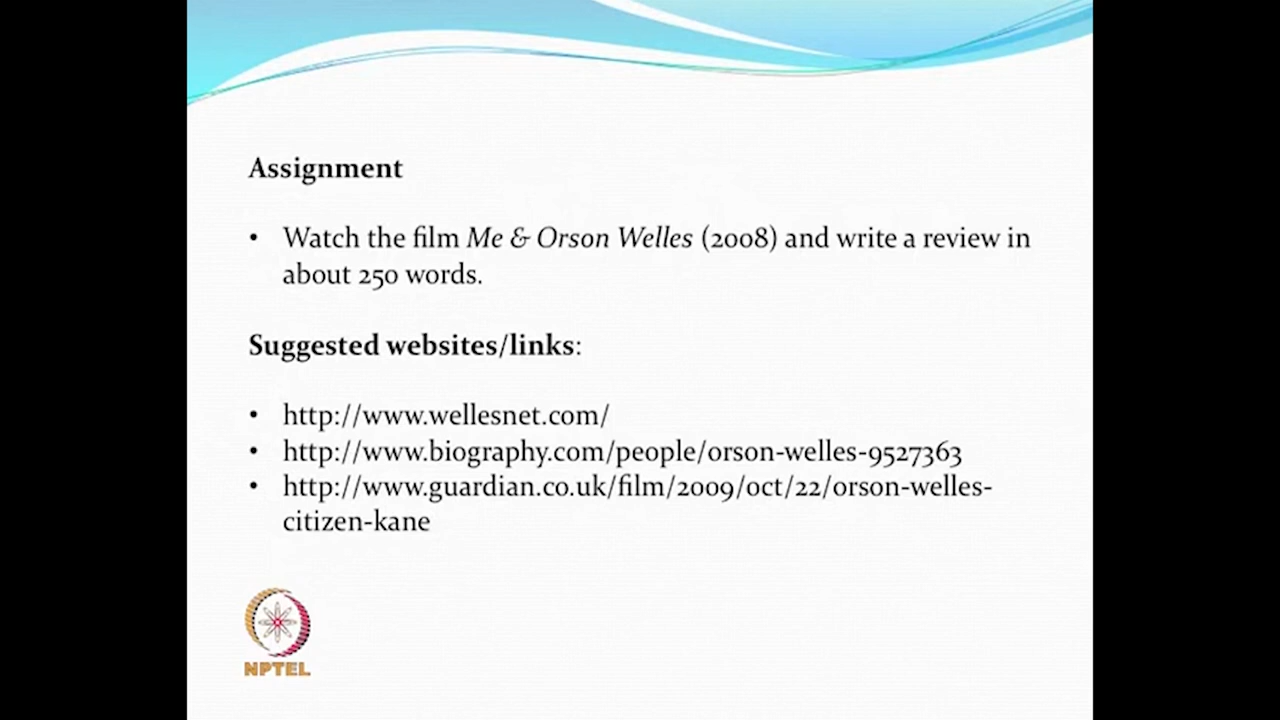 Assignment
• Watch the film Me & Orson Welles (2008) and write a review in
about 250 words.
Suggested websites/links:
• http://www.wellesnet.com/
• http://www.biography.com/people/orson-welles-9527363
• http://www.guardian.co.uk/film/2009/oct/22/orson-welles-
citizen-kane
NPTEL